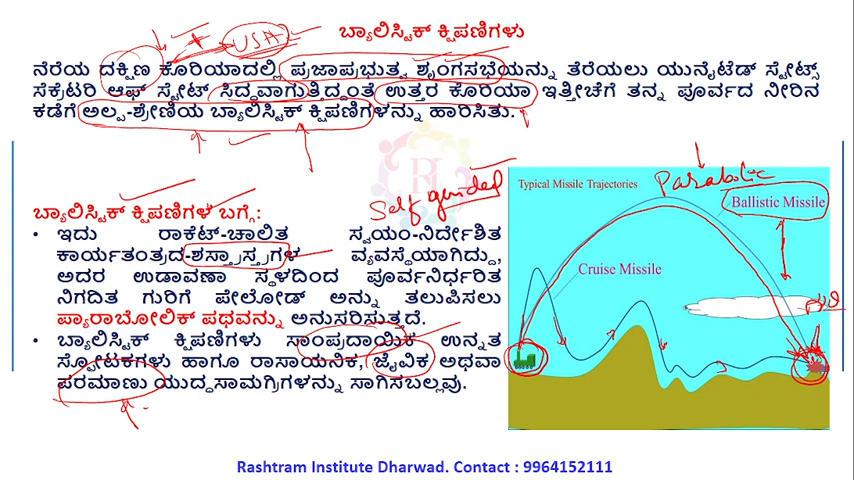 ಬ್ಯಾಲಿಸ್ಟಿಕ್ ಕ್ಷಿಪಣಿಗಳು
USA
ನೆರೆಯ ದಕ್ಷಿಣ ಕೊರಿಯಾದಲ್ಲಿ ಪ್ರಜಾಪ್ರಭುತ್ವ ಶೃಂಗಸಭೆಯನ್ನು ತೆರೆಯಲು ಯುನೈಟೆಡ್ ಸ್ಟೇಟ್ಸ್
ಸೆಕ್ರೆಟರಿ ಆಫ್ ಸ್ಟೇಟ್ ಸಿದ್ಧವಾಗುತ್ತಿದ್ದಂತೆ ಉತ್ತರ ಕೊರಿಯಾ ಇತ್ತೀಚೆಗೆ ತನ್ನ ಪೂರ್ವದ ನೀರಿನ
ಕಡೆಗೆ ಅಲ್ಪ-ಶ್ರೇಣಿಯ ಬ್ಯಾಲಿಸ್ಟಿಕ್ ಕ್ಷಿಪಣಿಗಳನ್ನು ಹಾರಿಸಿತು.
Self guided
ಬ್ಯಾಲಿಸ್ಟಿಕ್ ಕ್ಷಿಪಣಿಗಳ ಬಗ್ಗೆ:
• ಇದು ರಾಕೆಟ್-ಚಾಲಿತ ಸ್ವಯಂ-ನಿರ್ದೇಶಿತ
ಕಾರ್ಯತಂತ್ರದ-ಶಸ್ತ್ರಾಸ್ತ್ರಗಳ ವ್ಯವಸ್ಥೆಯಾಗಿದ್ದು,
ಅದರ ಉಡಾವಣಾ ಸ್ಥಳದಿಂದ ಪೂರ್ವನಿರ್ಧರಿತ
ನಿಗದಿತ ಗುರಿಗೆ ಪೇಲೋಡ್ ಅನ್ನು ತಲುಪಿಸಲು
ಪ್ಯಾರಾಬೋಲಿಕ್ ಪಥವನ್ನು ಅನುಸರಿಸುತ್ತದೆ.
• ಬ್ಯಾಲಿಸ್ಟಿಕ್ ಕ್ಷಿಪಣಿಗಳು ಸಾಂಪ್ರದಾಯಿಕ ಉನ್ನತ
ಸ್ಫೋಟಕಗಳು ಹಾಗೂ ರಾಸಾಯನಿಕ, ಜೈವಿಕ ಅಥವಾ
ಪರಮಾಣು ಯುದ್ಧಸಾಮಗ್ರಿಗಳನ್ನು ಸಾಗಿಸಬಲ್ಲವು.
Typical Missile Trajectories
Parabolic
Ballistic Missile
Cruise Missile
Rashtram Institute Dharwad. Contact : 9964152111